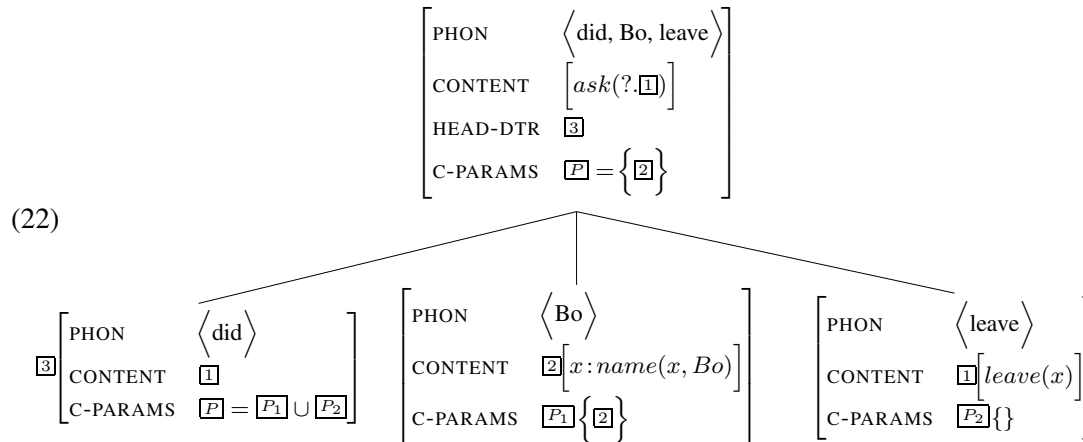 PHON ⟨did, Bo, leave⟩
CONTENT [ask(?.1)]
HEAD-DTR 3
C-PARAMS P = {2}
(22)
3 PHON ⟨did⟩
CONTENT 1
C-PARAMS P = P1 ∪ P2
PHON ⟨Bo⟩
CONTENT 2[x : name(x, Bo)]
C-PARAMS P1 {2}
PHON ⟨leave⟩
CONTENT 1[leave(x)]
C-PARAMS P2 {}